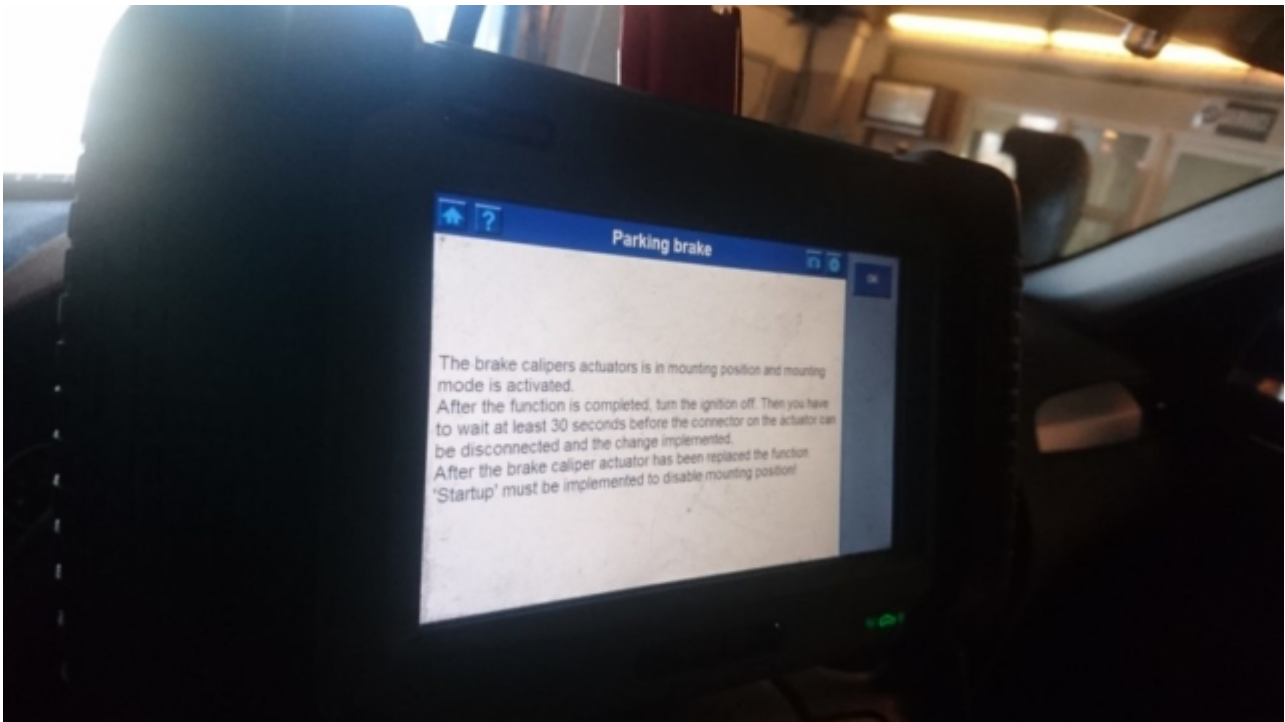 ?
Parking brake
OK
The brake calipers actuators is in mounting position and mounting
mode is activated.
After the function is completed, turn the ignition off. Then you have
to wait at least 30 seconds before the connector on the actuator can
be disconnected and the change implemented.
After the brake caliper actuator has been replaced the function
'Startup' must be implemented to disable mounting position!